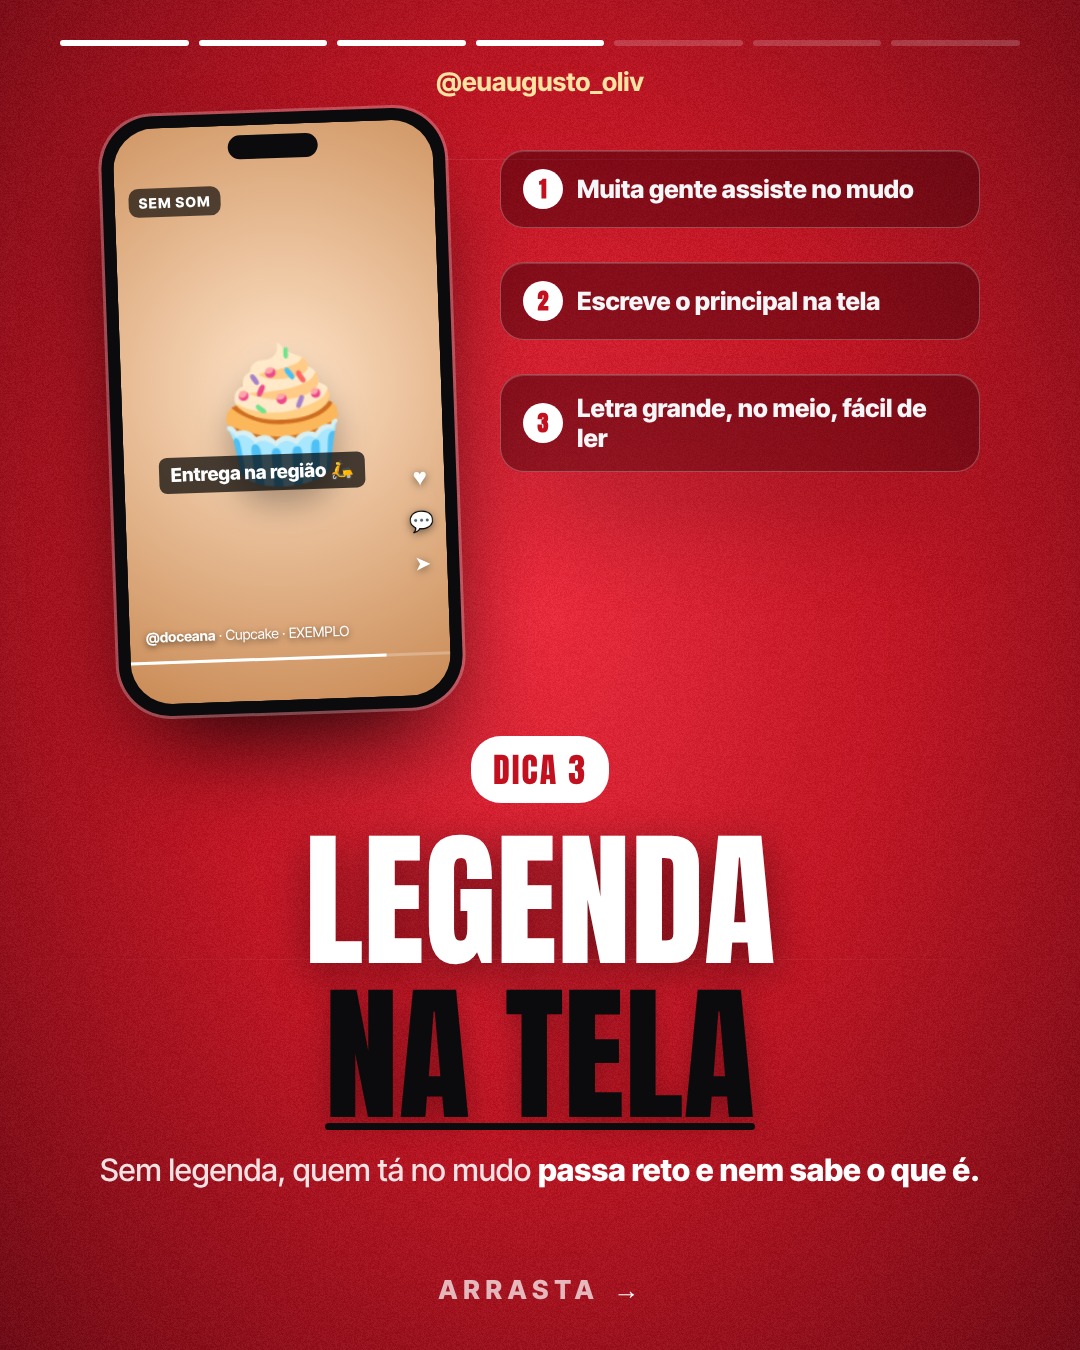 @euaugusto_oliv
SEM SOM
Entrega na região 🛵
@doceana · Cupcake · EXEMPLO
1 Muita gente assiste no mudo
2 Escreve o principal na tela
3 Letra grande, no meio, fácil de
ler
DICA 3
LEGENDA
NA TELA
Sem legenda, quem tá no mudo passa reto e nem sabe o que é.
ARRASTA →